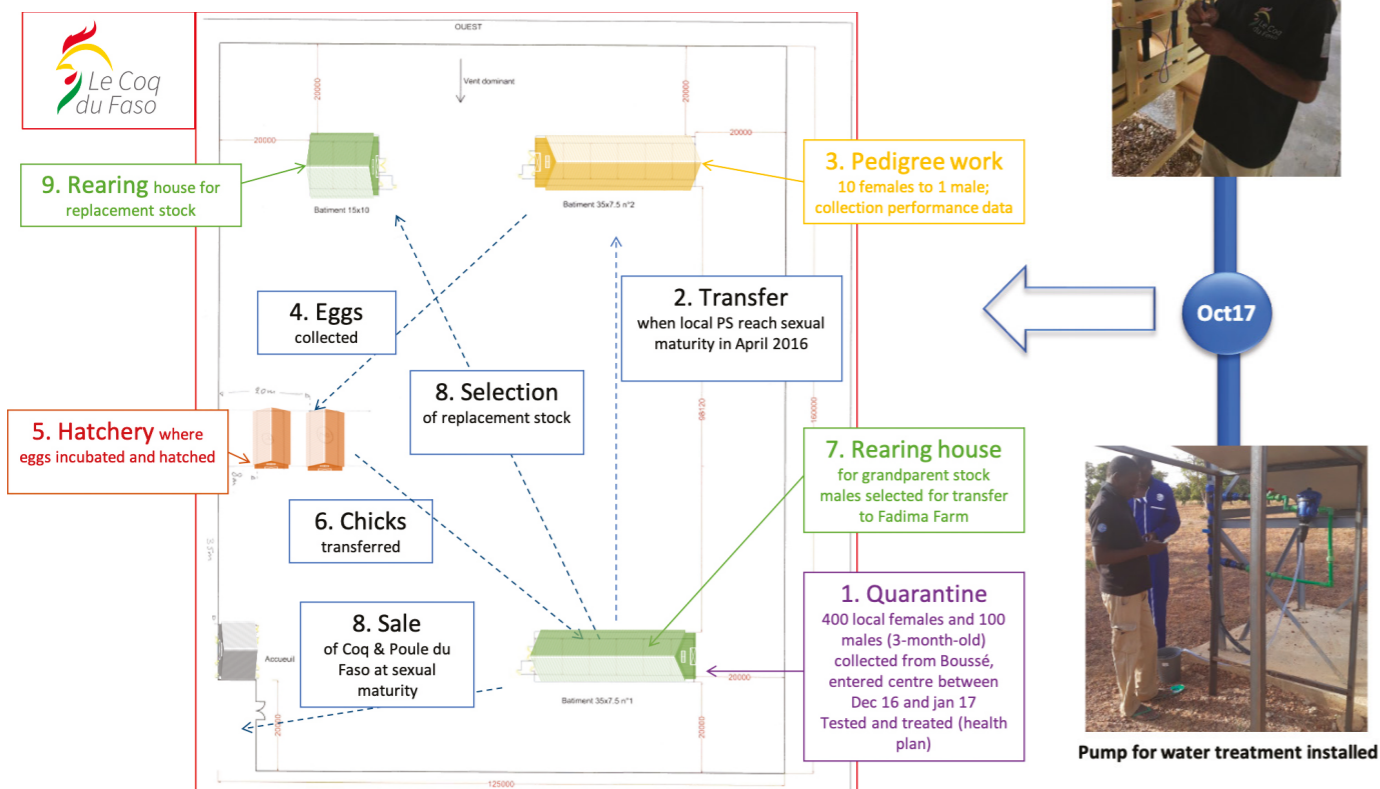 OUEST
Le Coq
du Faso
Vent dominant
20000
20000
20000
20000
9. Rearing house for
replacement stock
Batiment 15x10
Batiment 35x7.5 n°2
3. Pedigree work
10 females to 1 male;
collection performance data
4. Eggs
collected
2. Transfer
when local PS reach sexual
maturity in April 2016
Oct17
8. Selection
of replacement stock
98120
160000
5. Hatchery where
eggs incubated and hatched
7. Rearing house
for grandparent stock
males selected for transfer
to Fadima Farm
6. Chicks
transferred
35m
1. Quarantine
400 local females and 100
males (3-month-old)
collected from Boussé,
entered centre between
Dec 16 and jan 17
Tested and treated (health
plan)
8. Sale
of Coq & Poule du
Faso at sexual
maturity
Accueuil
Batiment 35x7.5 n°1
20000
20000
20000
125000
Pump for water treatment installed